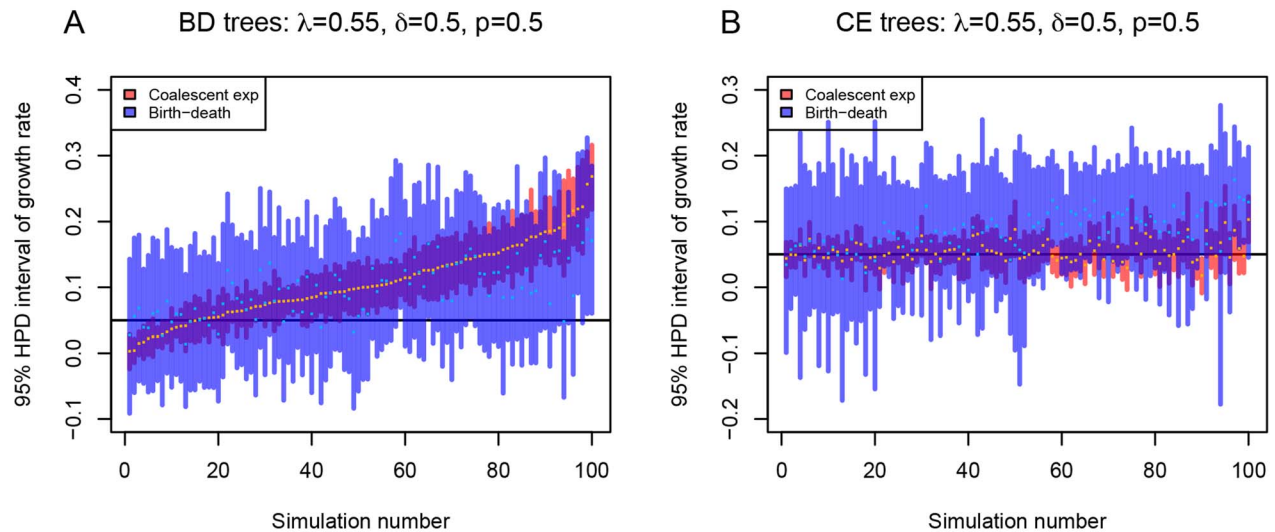 A
BD trees: λ=0.55, δ=0.5, p=0.5
95% HPD interval of growth rate
0.4
0.3
0.2
0.1
0.0
−0.1
Coalescent exp
Birth−death
0 20 40 60 80 100
Simulation number
B
CE trees: λ=0.55, δ=0.5, p=0.5
95% HPD interval of growth rate
0.3
0.2
0.1
0.0
−0.1
−0.2
Coalescent exp
Birth−death
0 20 40 60 80 100
Simulation number